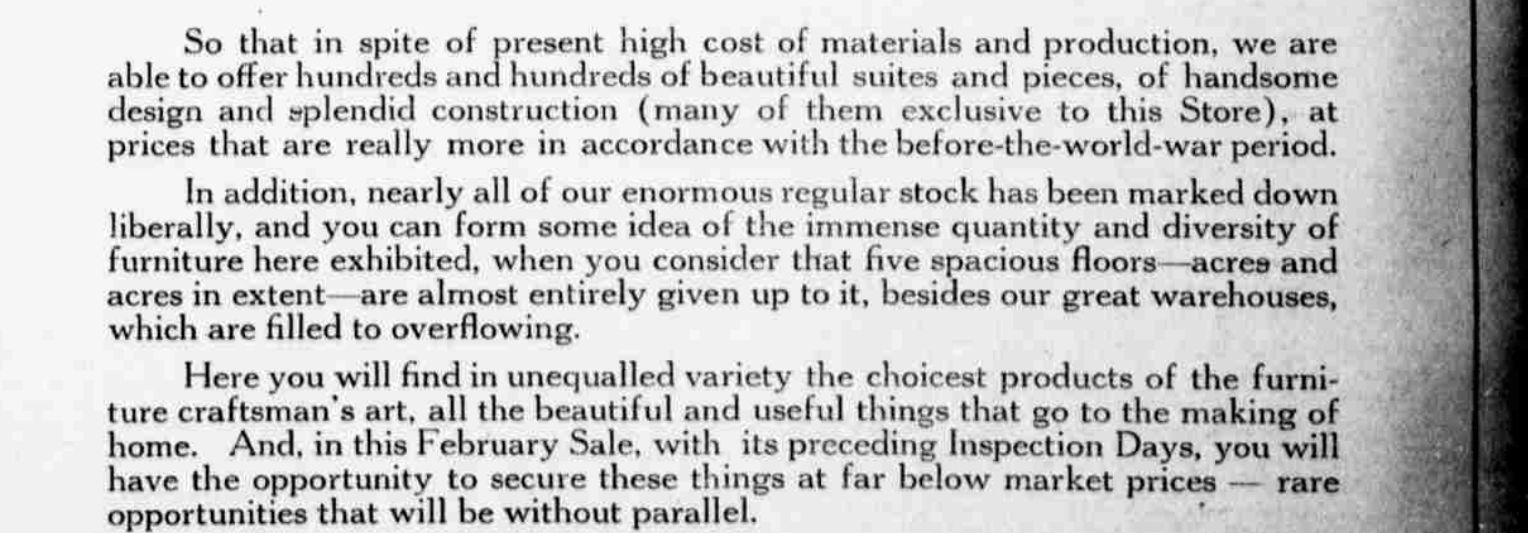 So that in spite of present high cost of materials and production, we are
able to offer hundreds and hundreds of beautiful suites and pieces, of handsome
design and splendid construction (many of them exclusive to this Store), at
prices that are really more in accordance with the before-the-world-war period.
In addition, nearly all of our enormous regular stock has been marked down
liberally, and you can form some idea of the immense quantity and diversity of
furniture here exhibited, when you consider that five spacious floors—acres and
acres in extent—are almost entirely given up to it, besides our great warehouses,
which are filled to overflowing.
Here you will find in unequalled variety the choicest products of the furni-
ture craftsman's art, all the beautiful and useful things that go to the making of
home. And, in this February Sale, with its preceding Inspection Days, you will
have the opportunity to secure these things at far below market prices — rare
opportunities that will be without parallel.